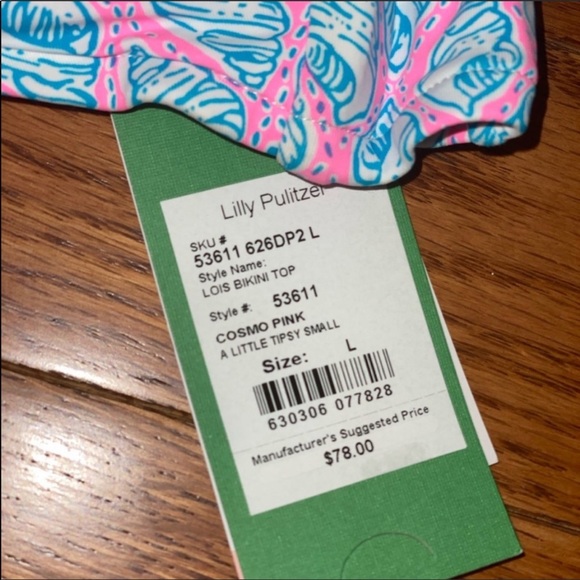 Lilly Pulitzer
SKU #
53611 626DP2 L
Style Name:
LOIS BIKINI TOP
Style #: 53611
COSMO PINK
A LITTLE TIPSY SMALL
Size: L
630306 077828
Manufacturer's Suggested Price
$78.00